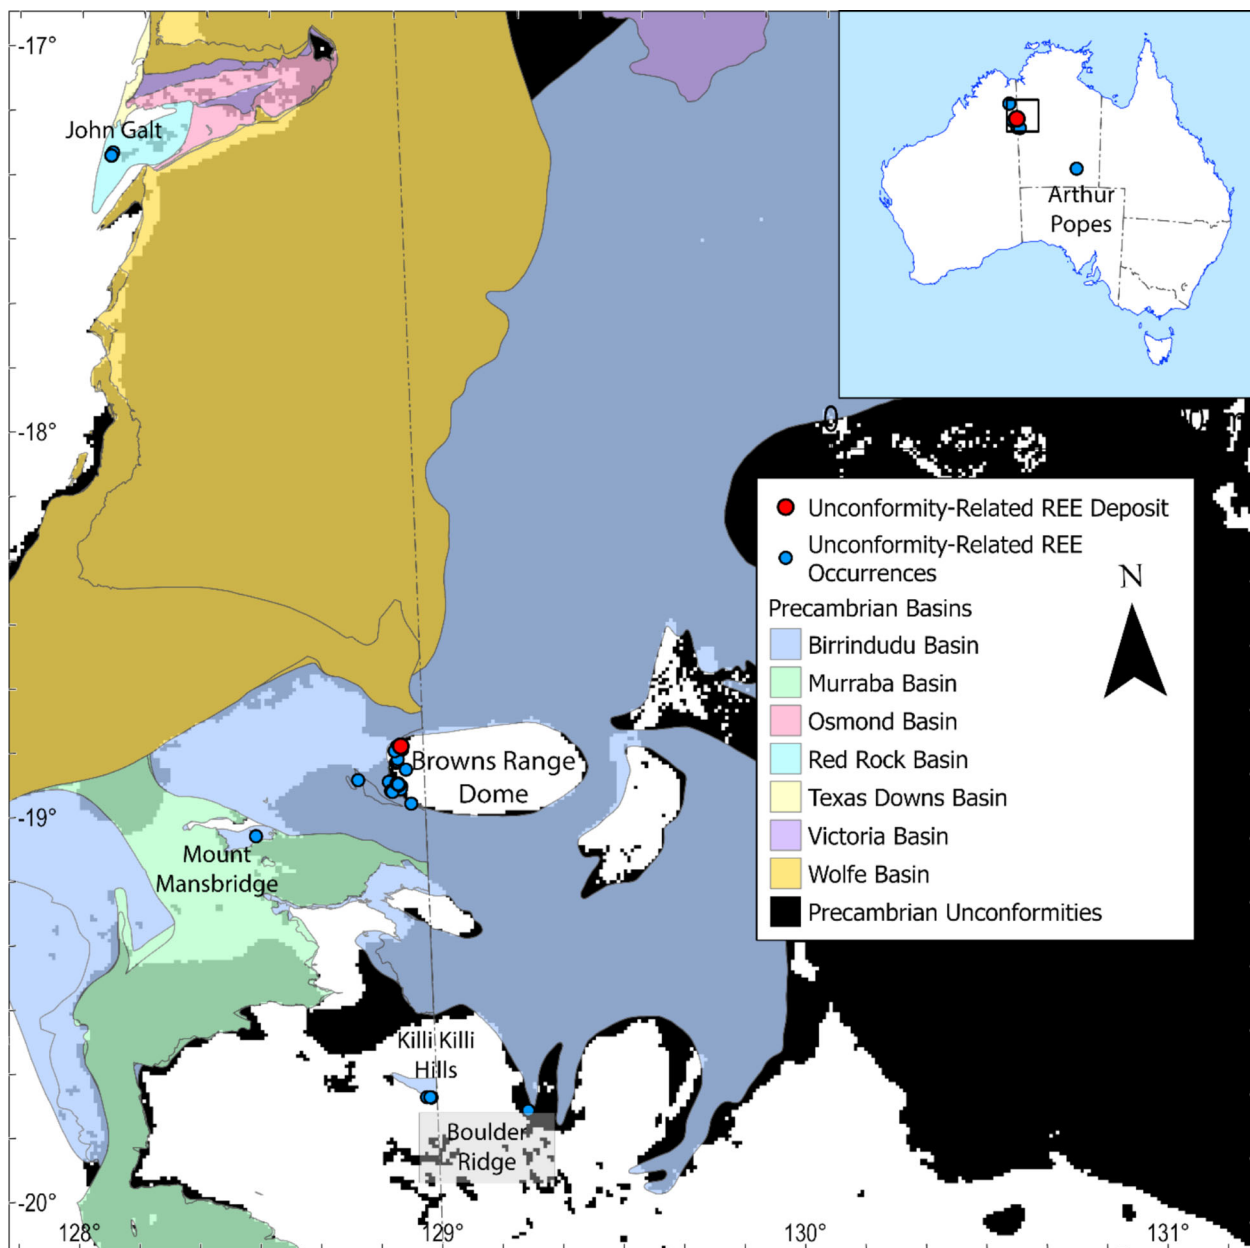 -17°
John Galt
Arthur
Popes
-18°
0
Unconformity-Related REE Deposit
Unconformity-Related REE
Occurrences
Precambrian Basins
N
Birrindudu Basin
Murraba Basin
Osmond Basin
Red Rock Basin
Texas Downs Basin
Victoria Basin
Wolfe Basin
Precambrian Unconformities
Browns Range
Dome
-19°
Mount
Mansbridge
Killi Killi
Hills
Boulder
Ridge
-20°
128°
129°
130°
131°